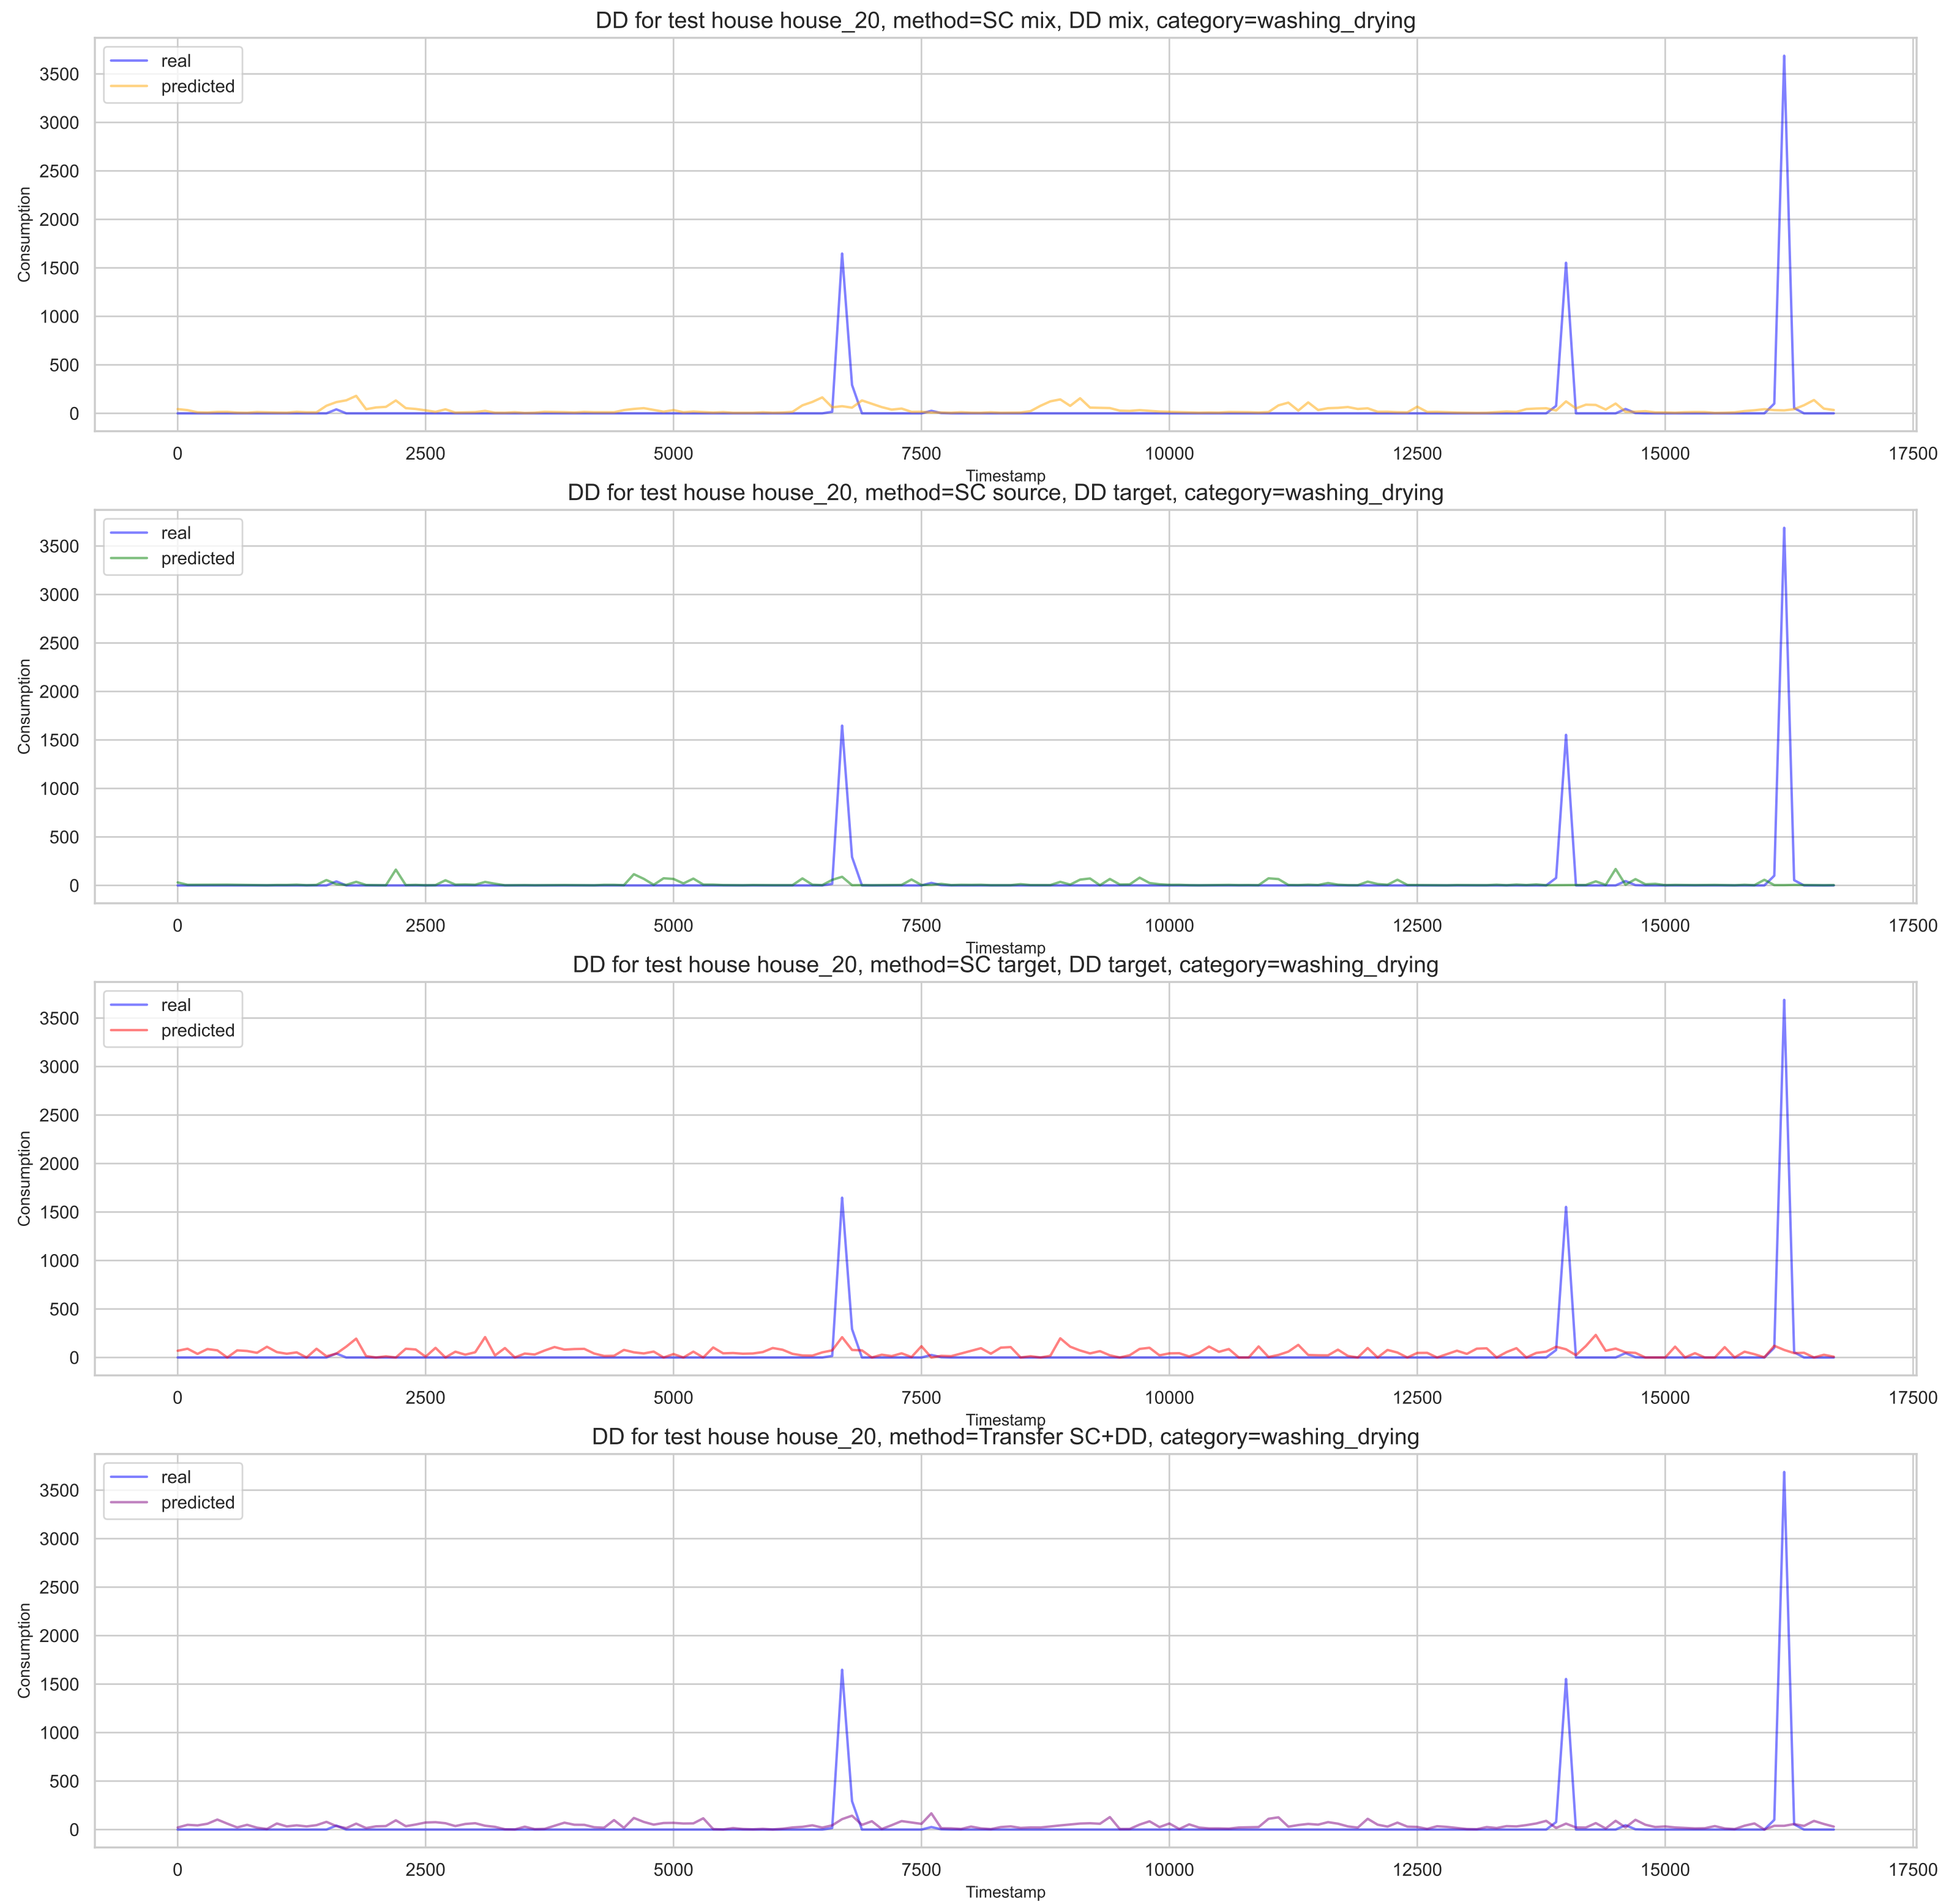 DD for test house house_20, method=SC mix, DD mix, category=washing_drying
real
predicted
3500
3000
2500
2000
1500
1000
500
0
Consumption
0 2500 5000 7500 10000 12500 15000 17500
Timestamp
DD for test house house_20, method=SC source, DD target, category=washing_drying
real
predicted
3500
3000
2500
2000
1500
1000
500
0
Consumption
0 2500 5000 7500 10000 12500 15000 17500
Timestamp
DD for test house house_20, method=SC target, DD target, category=washing_drying
real
predicted
3500
3000
2500
2000
1500
1000
500
0
Consumption
0 2500 5000 7500 10000 12500 15000 17500
Timestamp
DD for test house house_20, method=Transfer SC+DD, category=washing_drying
real
predicted
3500
3000
2500
2000
1500
1000
500
0
Consumption
0 2500 5000 7500 10000 12500 15000 17500
Timestamp